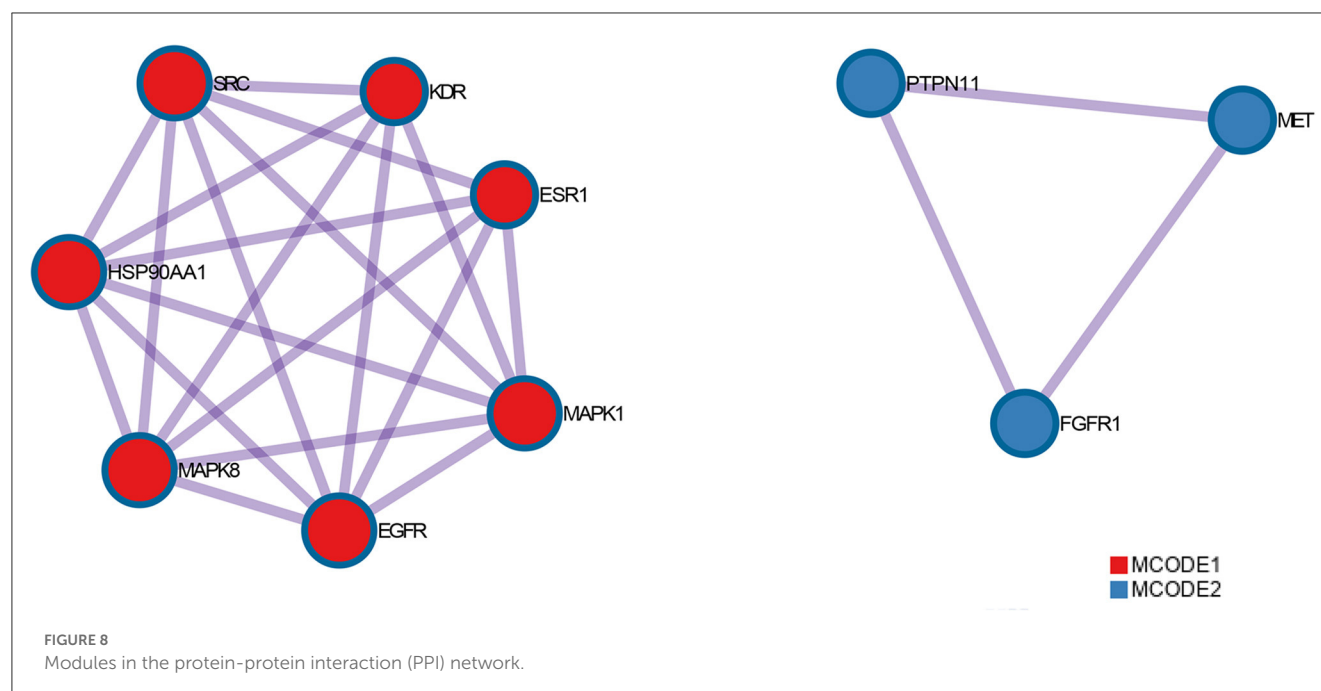 SRC
KDR
ESR1
HSP90AA1
MAPK1
MAPK8
EGFR
PTPN11
MET
FGFR1
MCODE1
MCODE2
FIGURE 8
Modules in the protein-protein interaction (PPI) network.